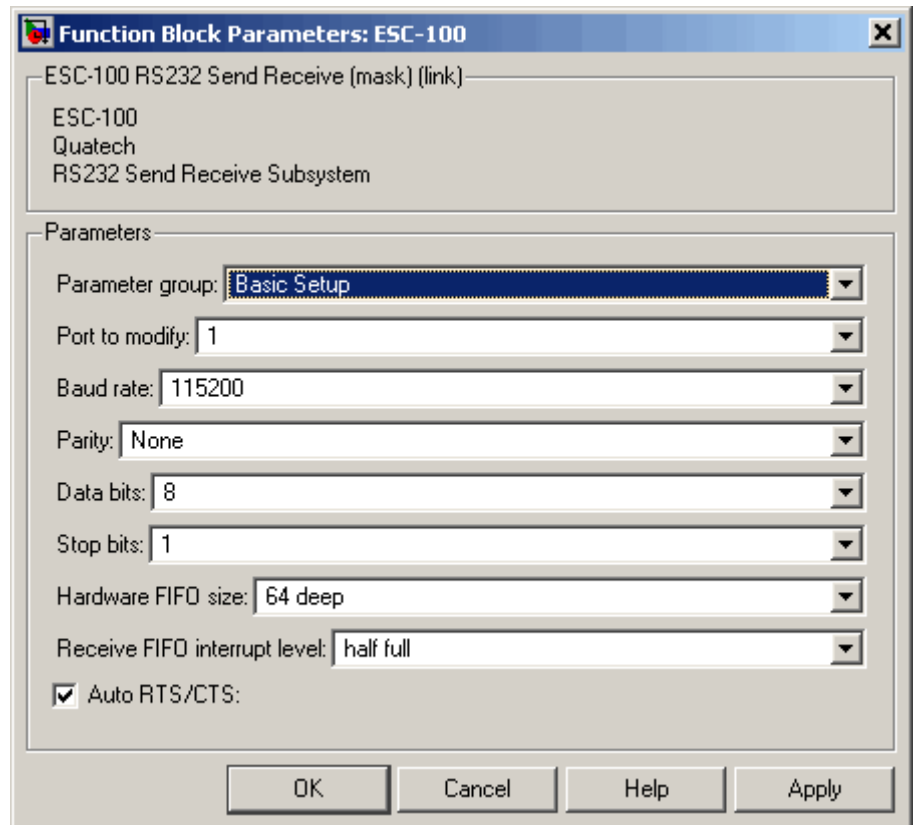 Function Block Parameters: ESC-100
ESC-100 RS232 Send Receive (mask) (link)
ESC-100
Quatech
RS232 Send Receive Subsystem
Parameters
Parameter group: Basic Setup
Port to modify: 1
Baud rate: 115200
Parity: None
Data bits: 8
Stop bits: 1
Hardware FIFO size: 64 deep
Receive FIFO interrupt level: half full
Auto RTS/CTS:
OK Cancel Help Apply